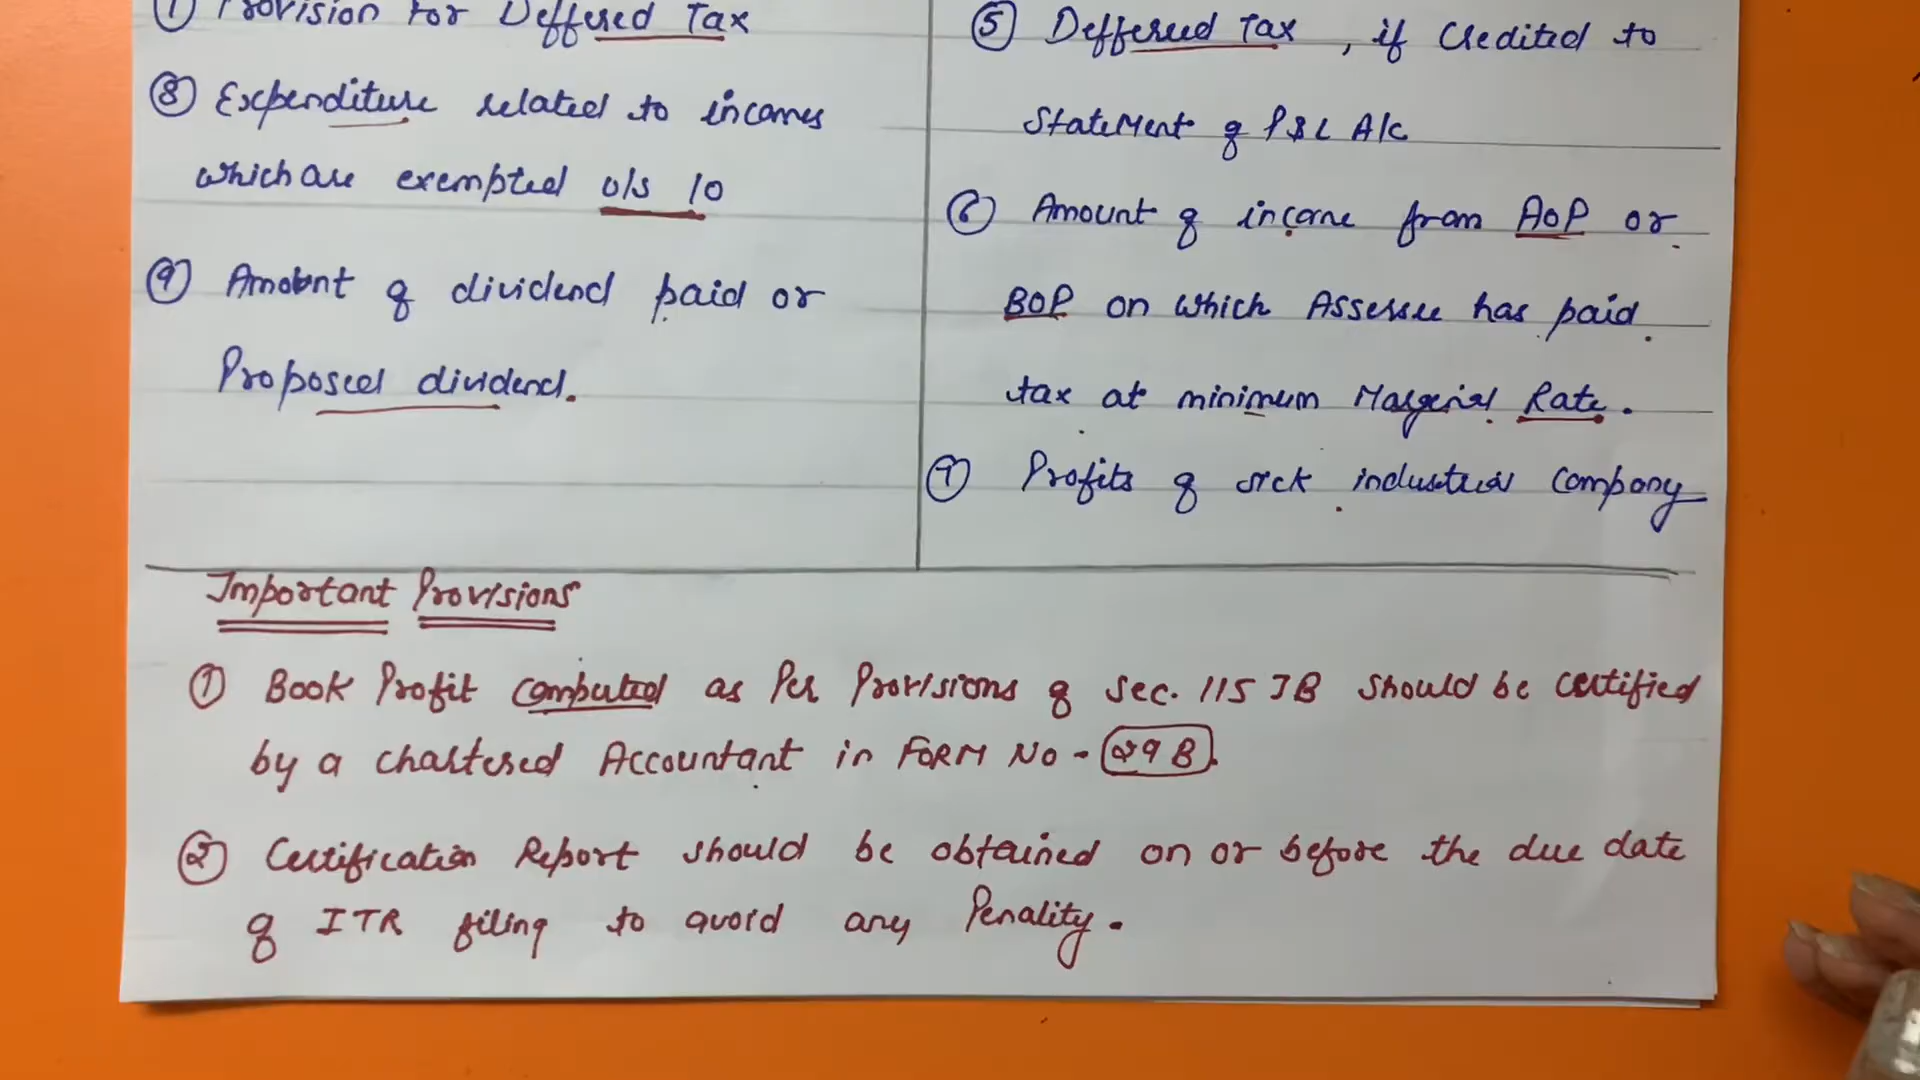 ⑦ Provision for Deffered Tax
⑧ Expenditure related to incomes
which are exempted u/s 10
⑨ Amount of dividend paid or
Proposed dividend.
⑤ Deffered Tax, if Credited to
Statement of P&L A/c
⑥ Amount of income from AOP or
BOP on which Assessee has paid
tax at minimum Marginal Rate.
⑦ Profits of sick industrial Company
Important Provisions
① Book Profit computed as Per Provisions of Sec. 115 JB should be certified
by a chartered Accountant in FORM NO - 29 B.
② Certification Report should be obtained on or before the due date
of ITR filing to avoid any Penality.